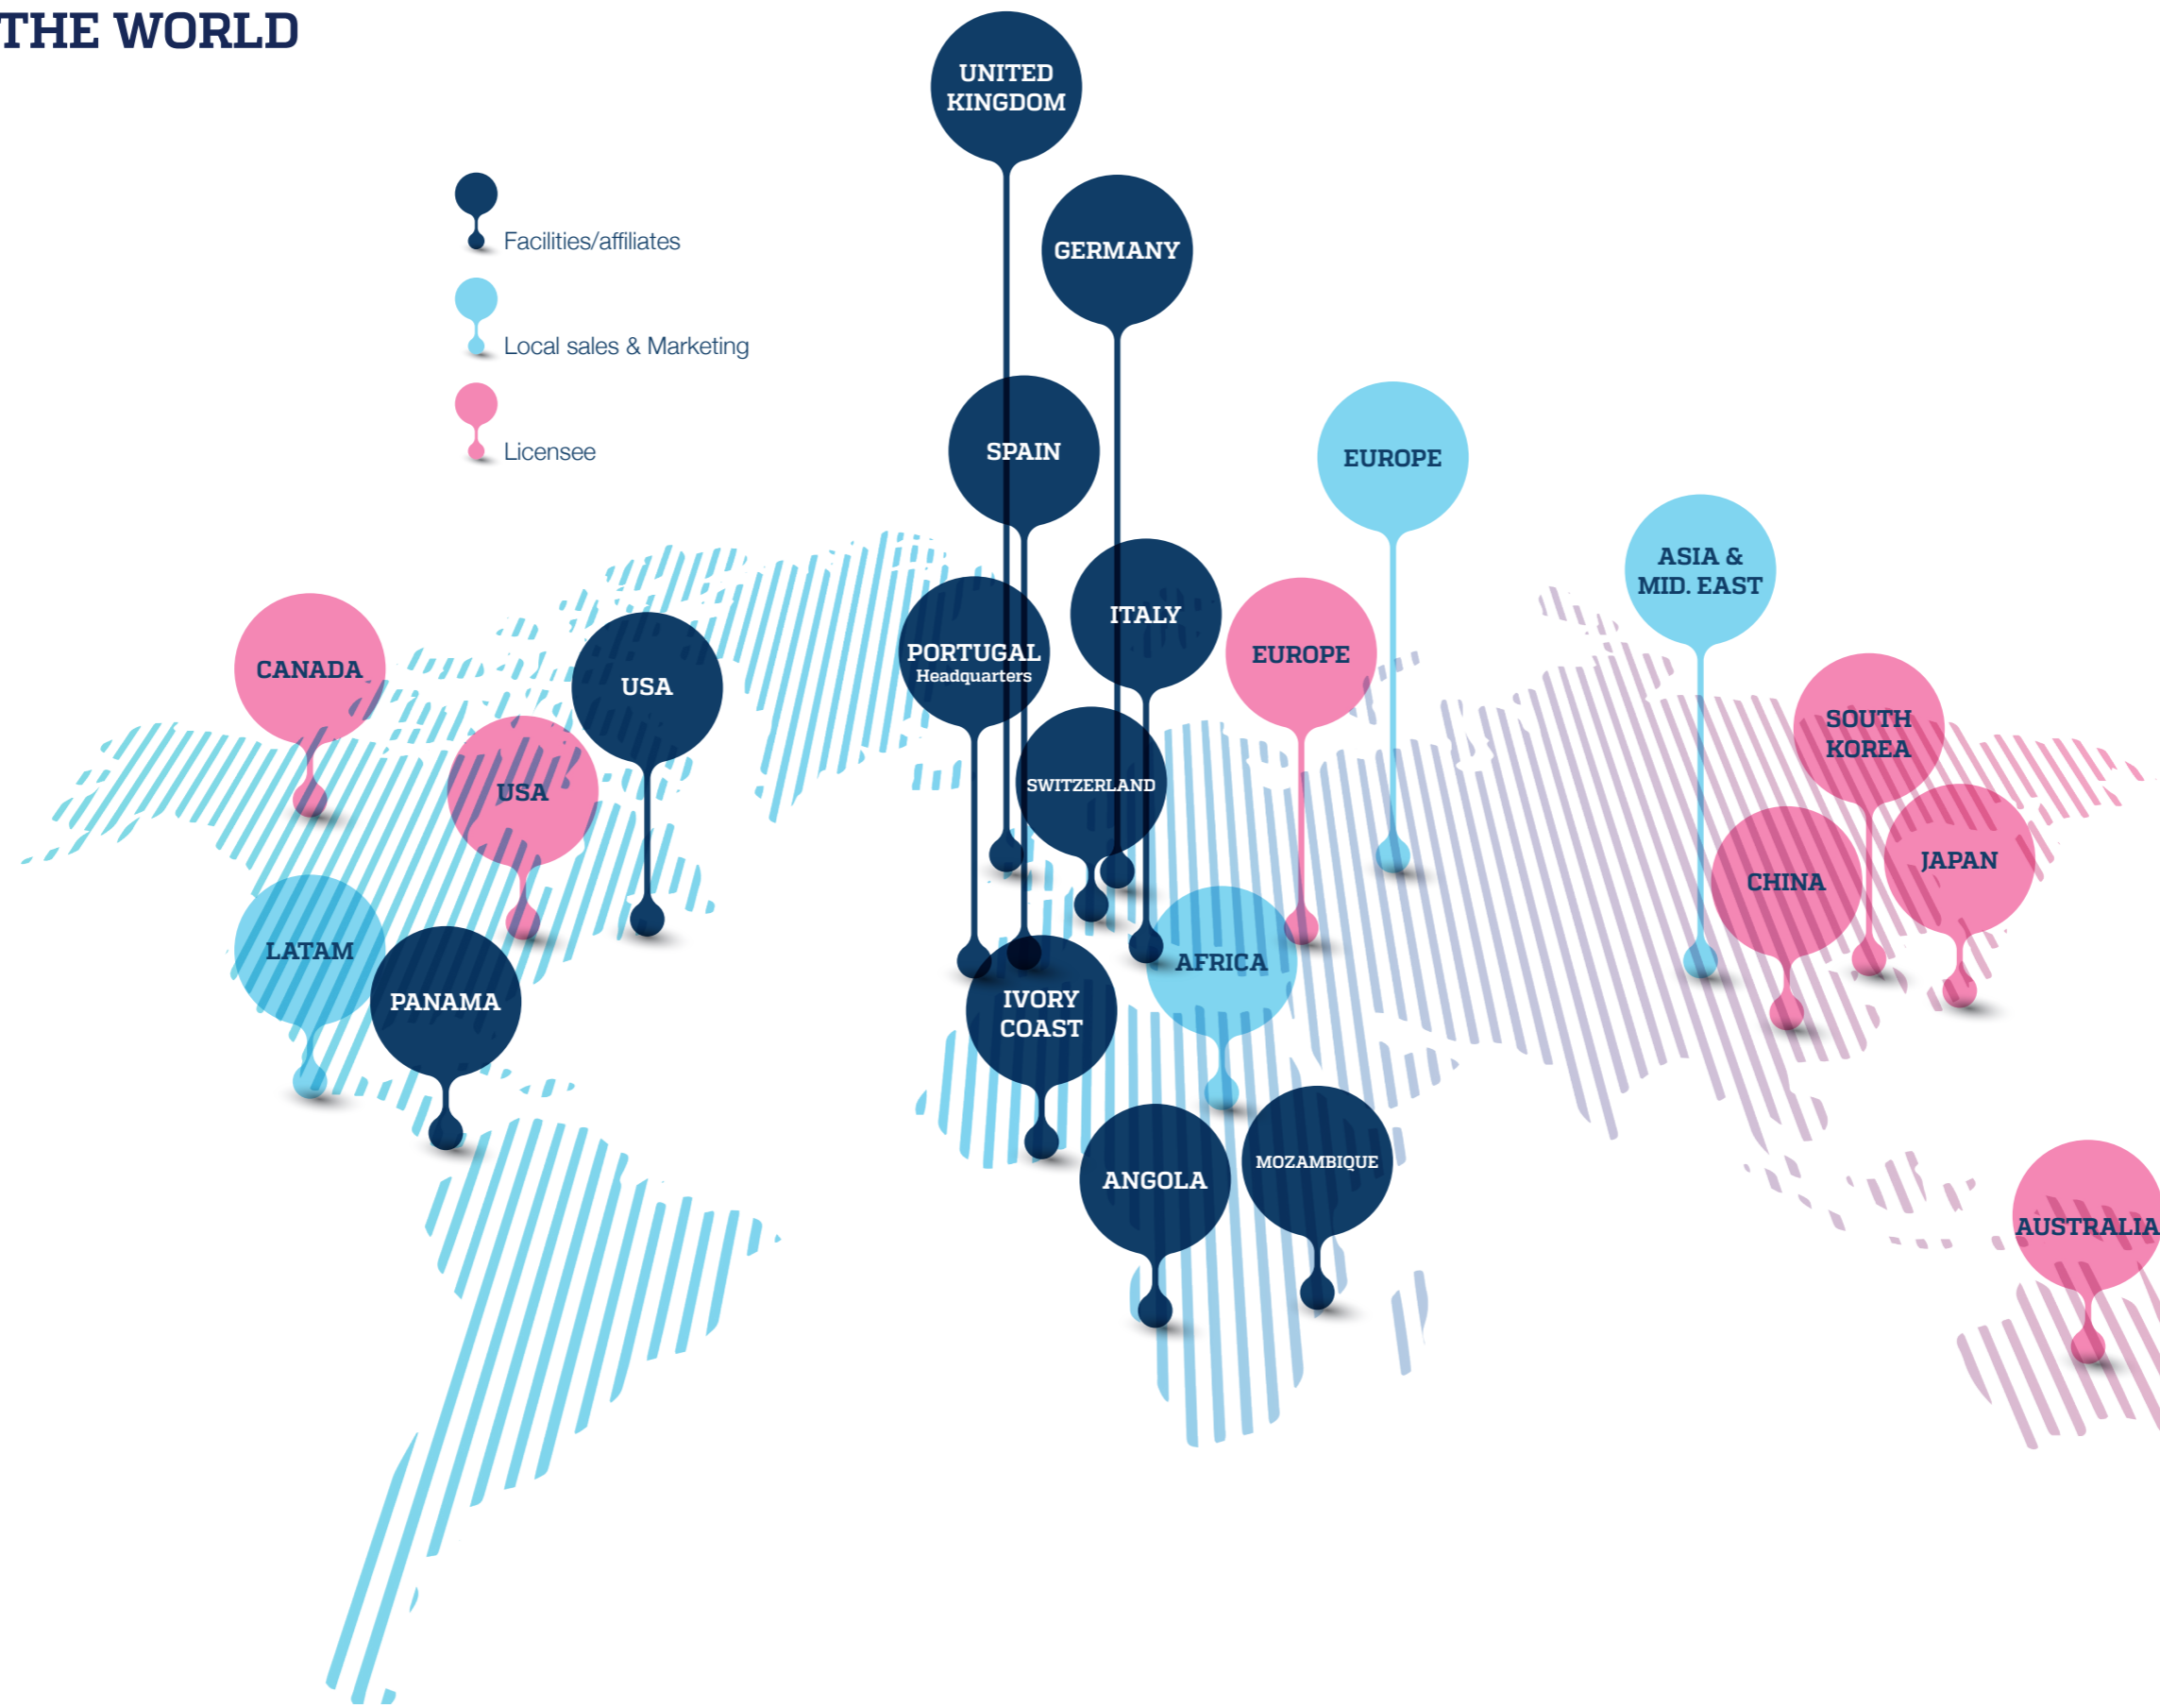 THE WORLD
UNITED
KINGDOM
Facilities/affiliates
GERMANY
Local sales & Marketing
Licensee
SPAIN
EUROPE
ASIA &
MID. EAST
ITALY
PORTUGAL
Headquarters
EUROPE
CANADA
USA
SOUTH
KOREA
USA
SWITZERLAND
CHINA
JAPAN
LATAM
AFRICA
PANAMA
IVORY
COAST
ANGOLA
MOZAMBIQUE
AUSTRALIA